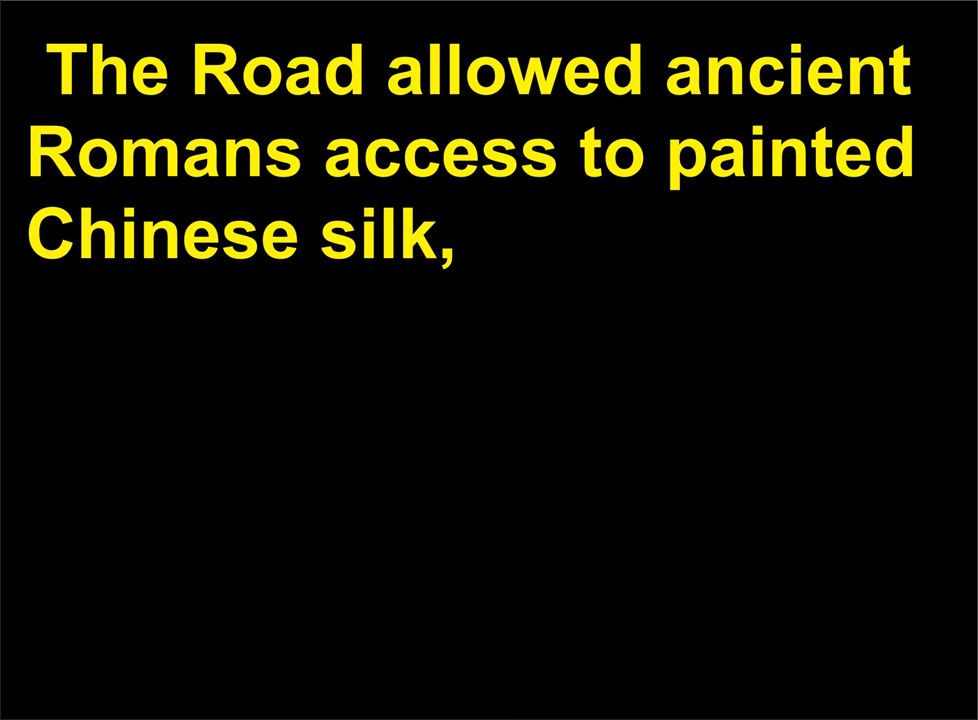 The Road allowed ancient
Romans access to painted
Chinese silk,